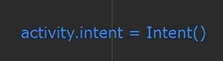 activity.intent = Intent()